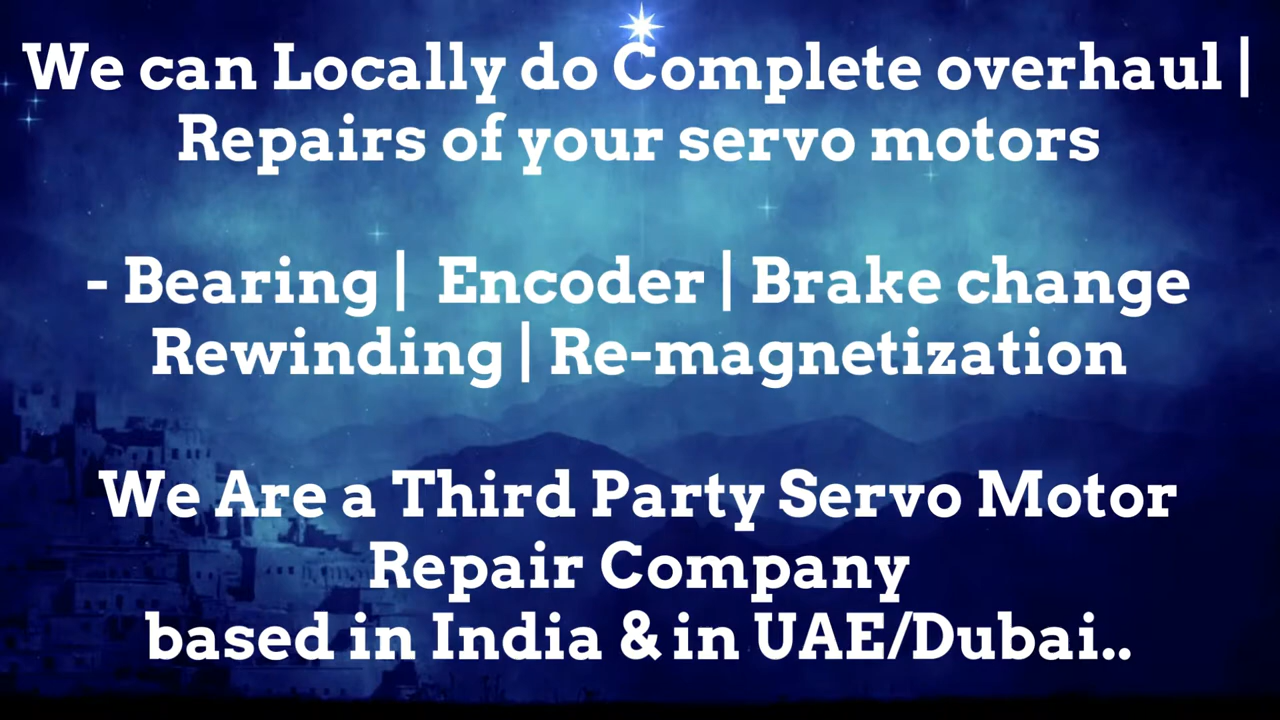 We can Locally do Complete overhaul |
Repairs of your servo motors
- Bearing | Encoder | Brake change
Rewinding | Re-magnetization
We Are a Third Party Servo Motor
Repair Company
based in India & in UAE/Dubai..